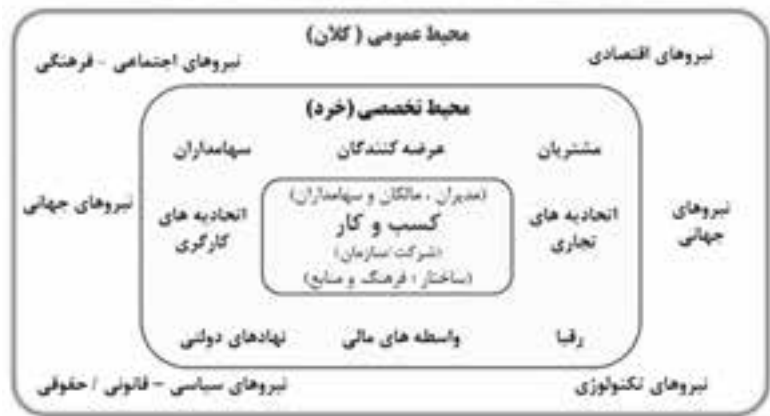 محیط عمومی (کلان)
نیروهای اقتصادی
نیروهای اجتماعی - فرهنگی
محیط تخصصی (خرد)
مشتریان
عرضه کنندگان
سهامداران
نیروهای
جهانی
اتحادیه های
تجاری
(مدیران ، مالکان و سهامداران)
کسب و کار
(شرکت/سازمان)
(ساختار ؛ فرهنگ و منابع)
اتحادیه های
کارگری
نیروهای جهانی
رقبا
واسطه های مالی
نهادهای دولتی
نیروهای تکنولوژی
نیروهای سیاسی - قانونی / حقوقی